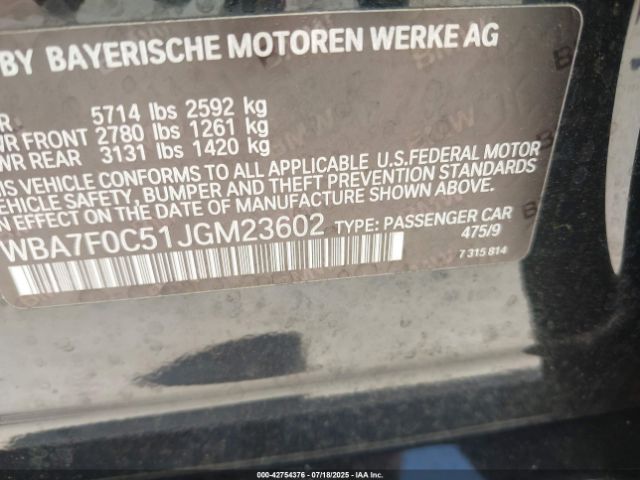 BY BAYERISCHE MOTOREN WERKE AG
R 5714 lbs 2592 kg
WR FRONT 2780 lbs 1261 kg
WR REAR 3131 lbs 1420 kg
HIS VEHICLE CONFORMS TO ALL APPLICABLE U.S.FEDERAL MOTOR
EHICLE SAFETY, BUMPER AND THEFT PREVENTION STANDARDS
N EFFECT ON THE DATE OF MANUFACTURE SHOWN ABOVE.
WBA7F0C51JGM23602 TYPE: PASSENGER CAR
475/9
7 315 814
000-42754376 - 07/18/2025 - IAA Inc.